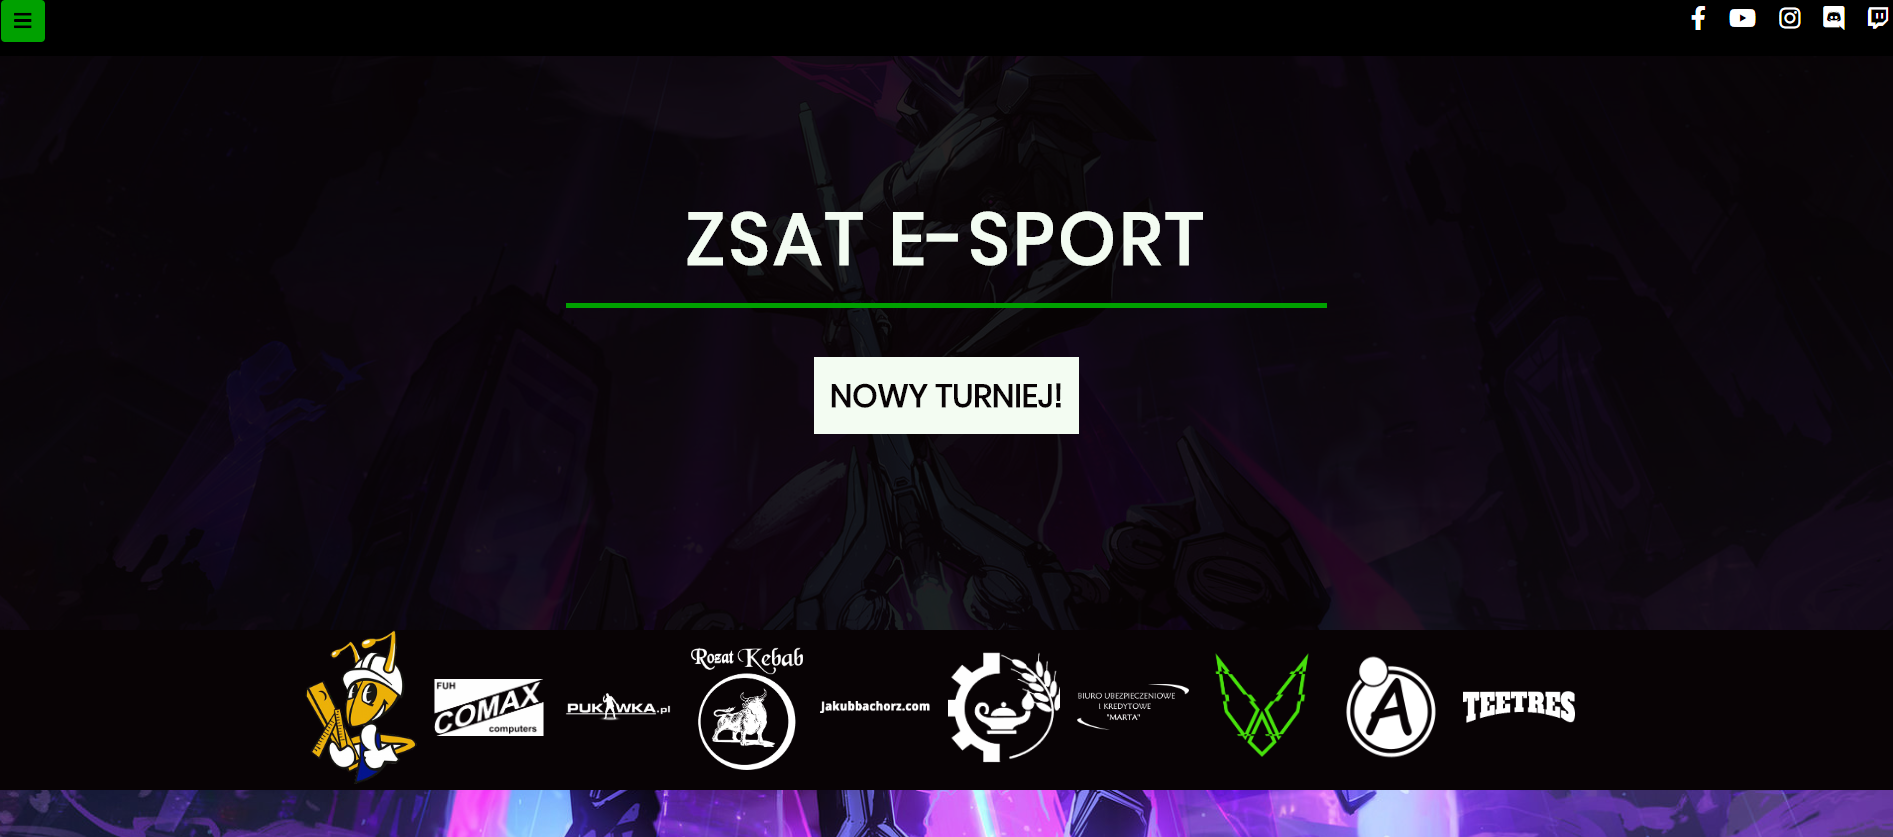 ZSAT E-SPORT
NOWY TURNIEJ!
FUH
COMAX
computers
PUKAWKA.pl
Rozat Kebab
jakubbachorz.com
BIURO UBEZPIECZENIOWE
I KREDYTOWE
"MARTA"
A
TEETRES